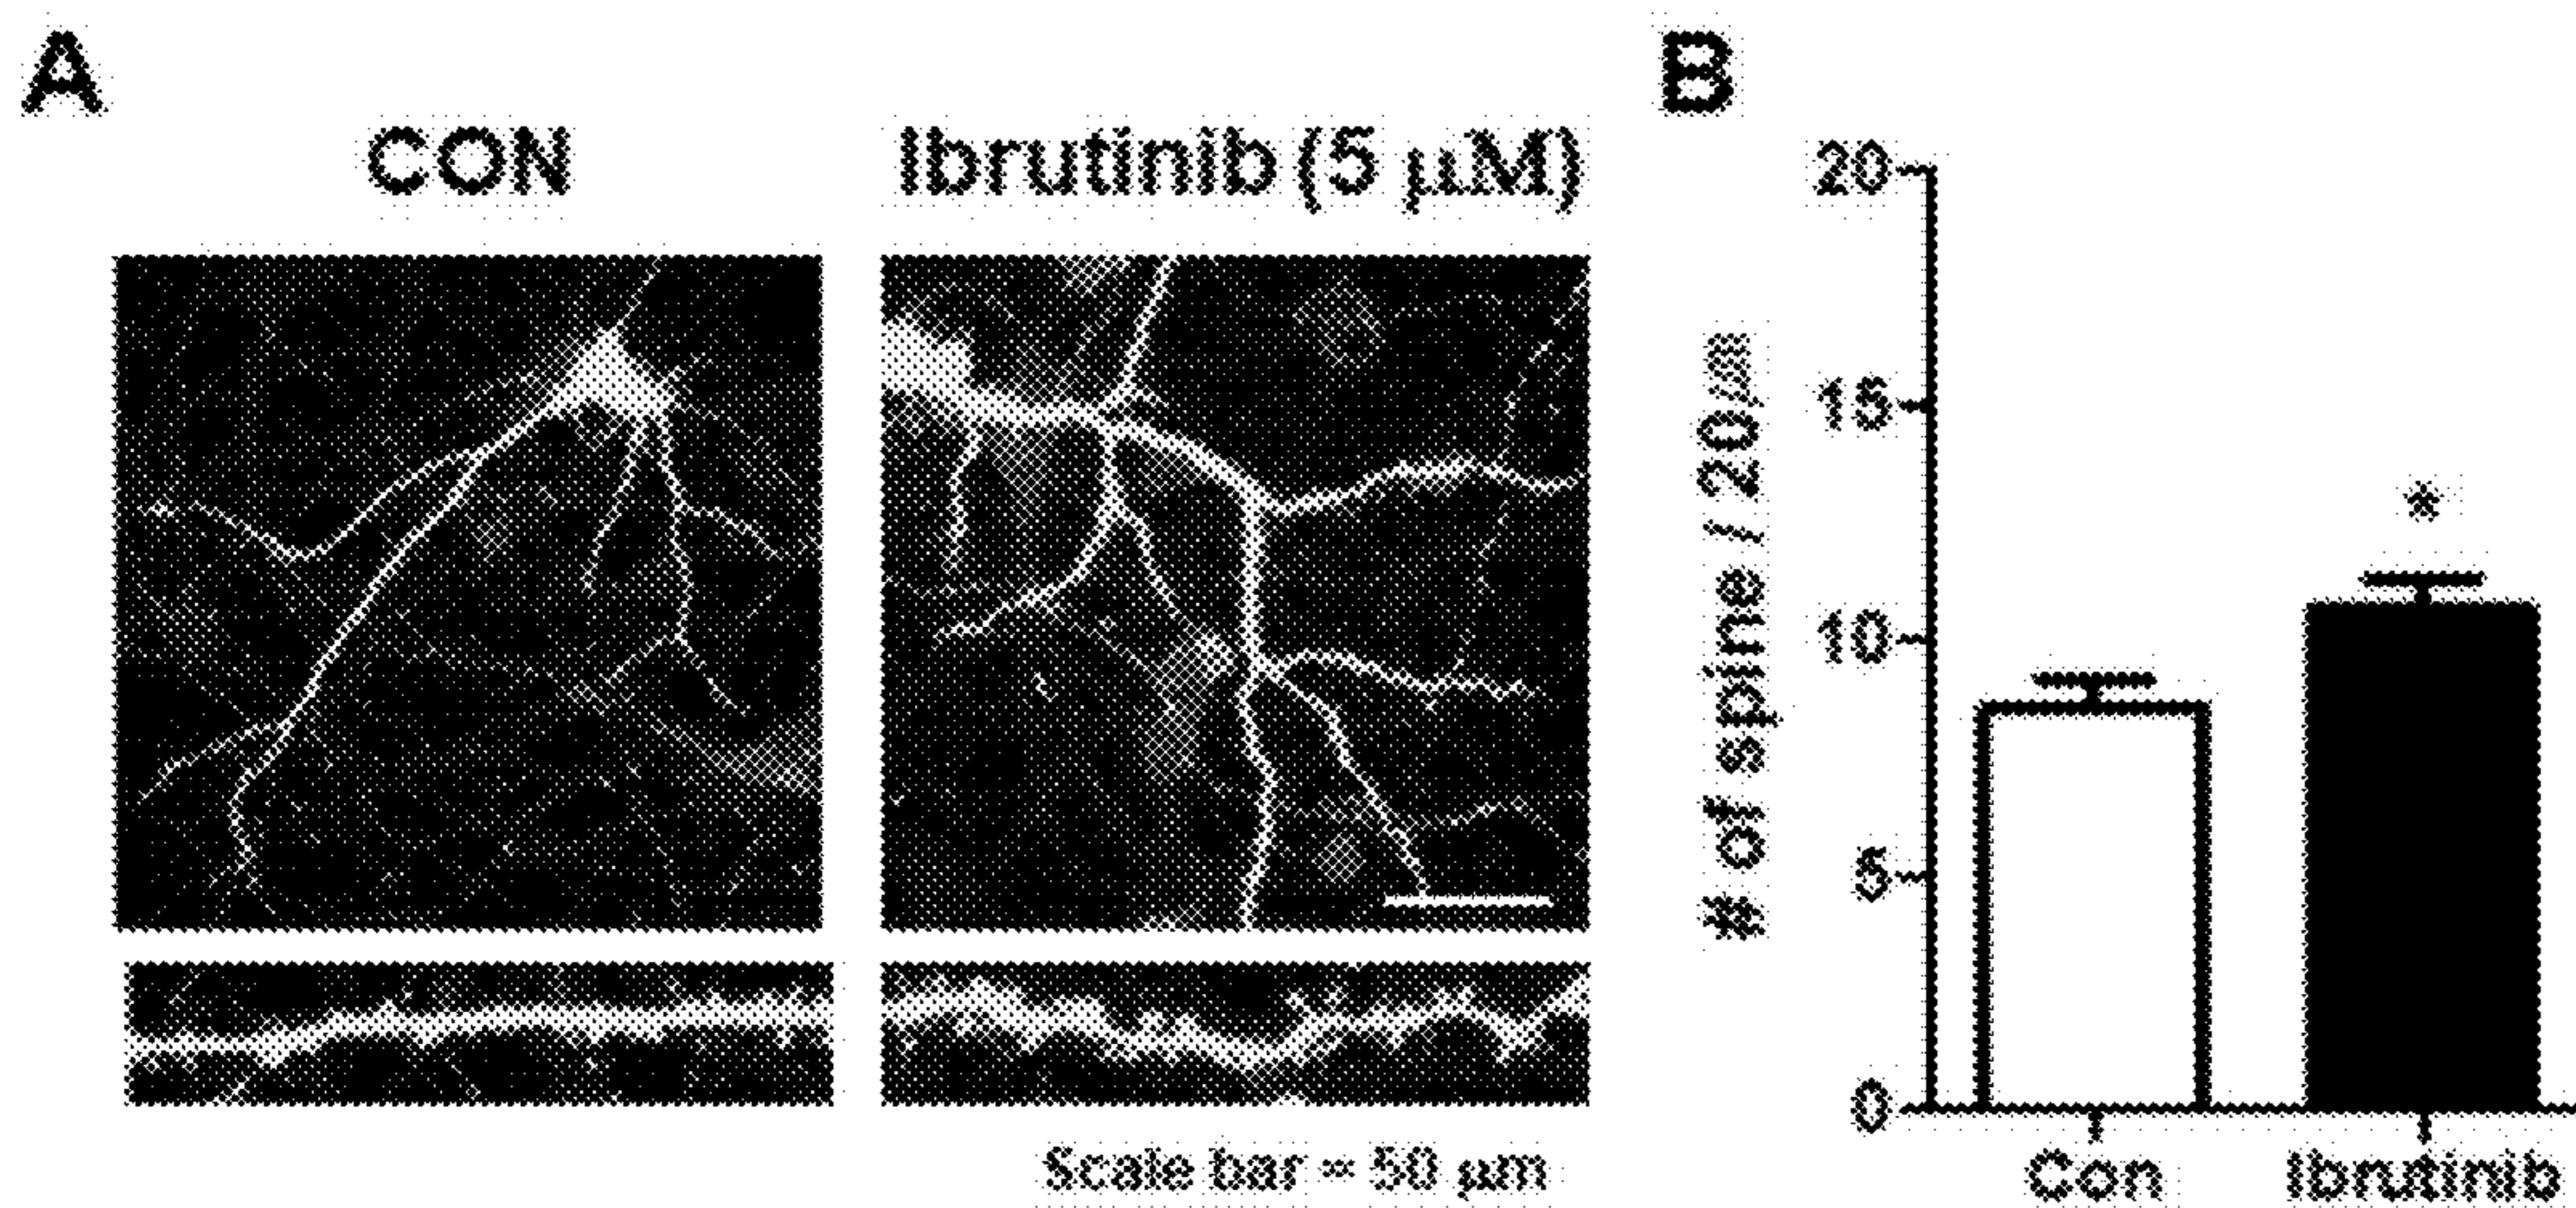 A
CON
Ibrutinib (5 μM)
Scale bar = 50 μm
B
# of spine / 20㎛
20
15
10
5
0
*
Con
Ibrutinib